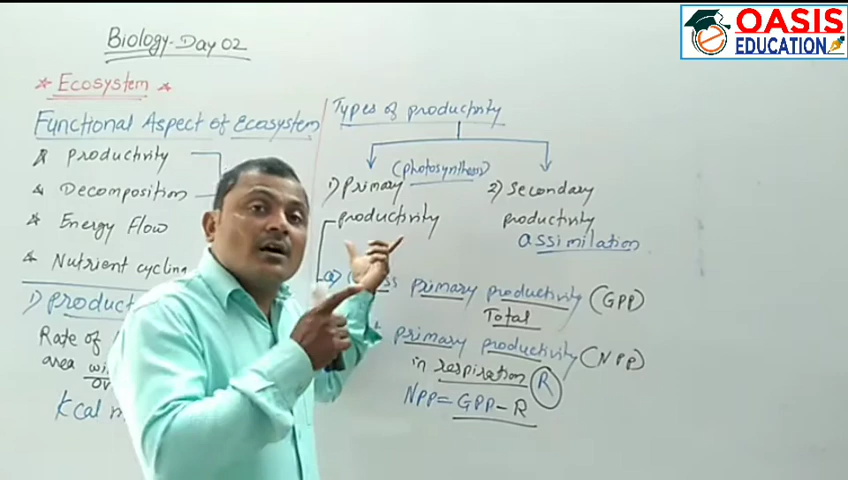 OASIS
EDUCATION
Biology-Day 02
Ecosystem
Functional Aspect of Ecosystem
Productivity
Decomposition
Energy Flow
Nutrient cycling
1) product
Rate of
area
Kcal
Types of productivity
(photosynthesis)
1) Primary
productivity
2) Secondary
productivity
assimilation
a) primary productivity (GPP)
Total
primary productivity (NPP)
in respiration R
NPP = GPP - R